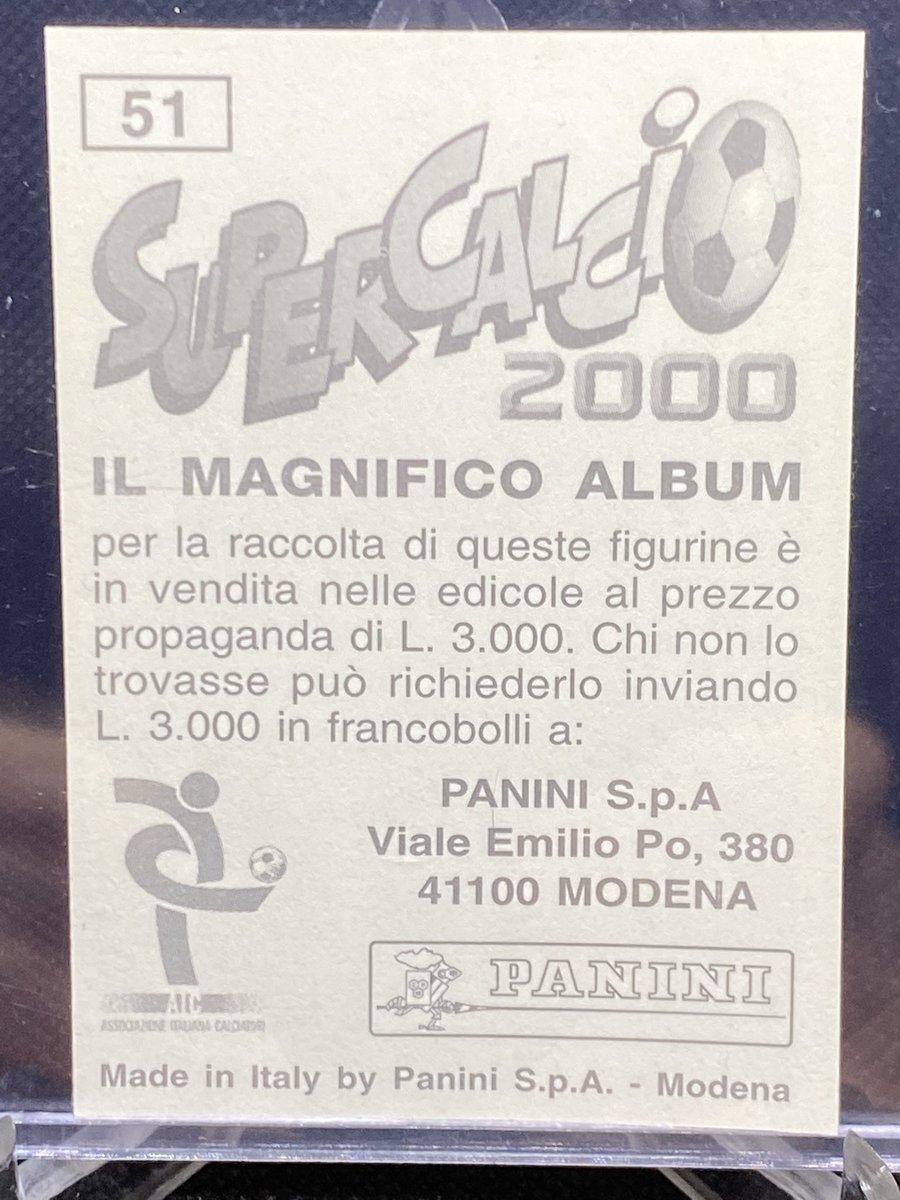 51
SUPERCALCIO
2000
IL MAGNIFICO ALBUM
per la raccolta di queste figurine è
in vendita nelle edicole al prezzo
propaganda di L. 3.000. Chi non lo
trovasse può richiederlo inviando
L. 3.000 in francobolli a:
PANINI S.p.A
Viale Emilio Po, 380
41100 MODENA
AIC
ASSOCIAZIONE ITALIANA CALCIATORI
PANINI
Made in Italy by Panini S.p.A. - Modena